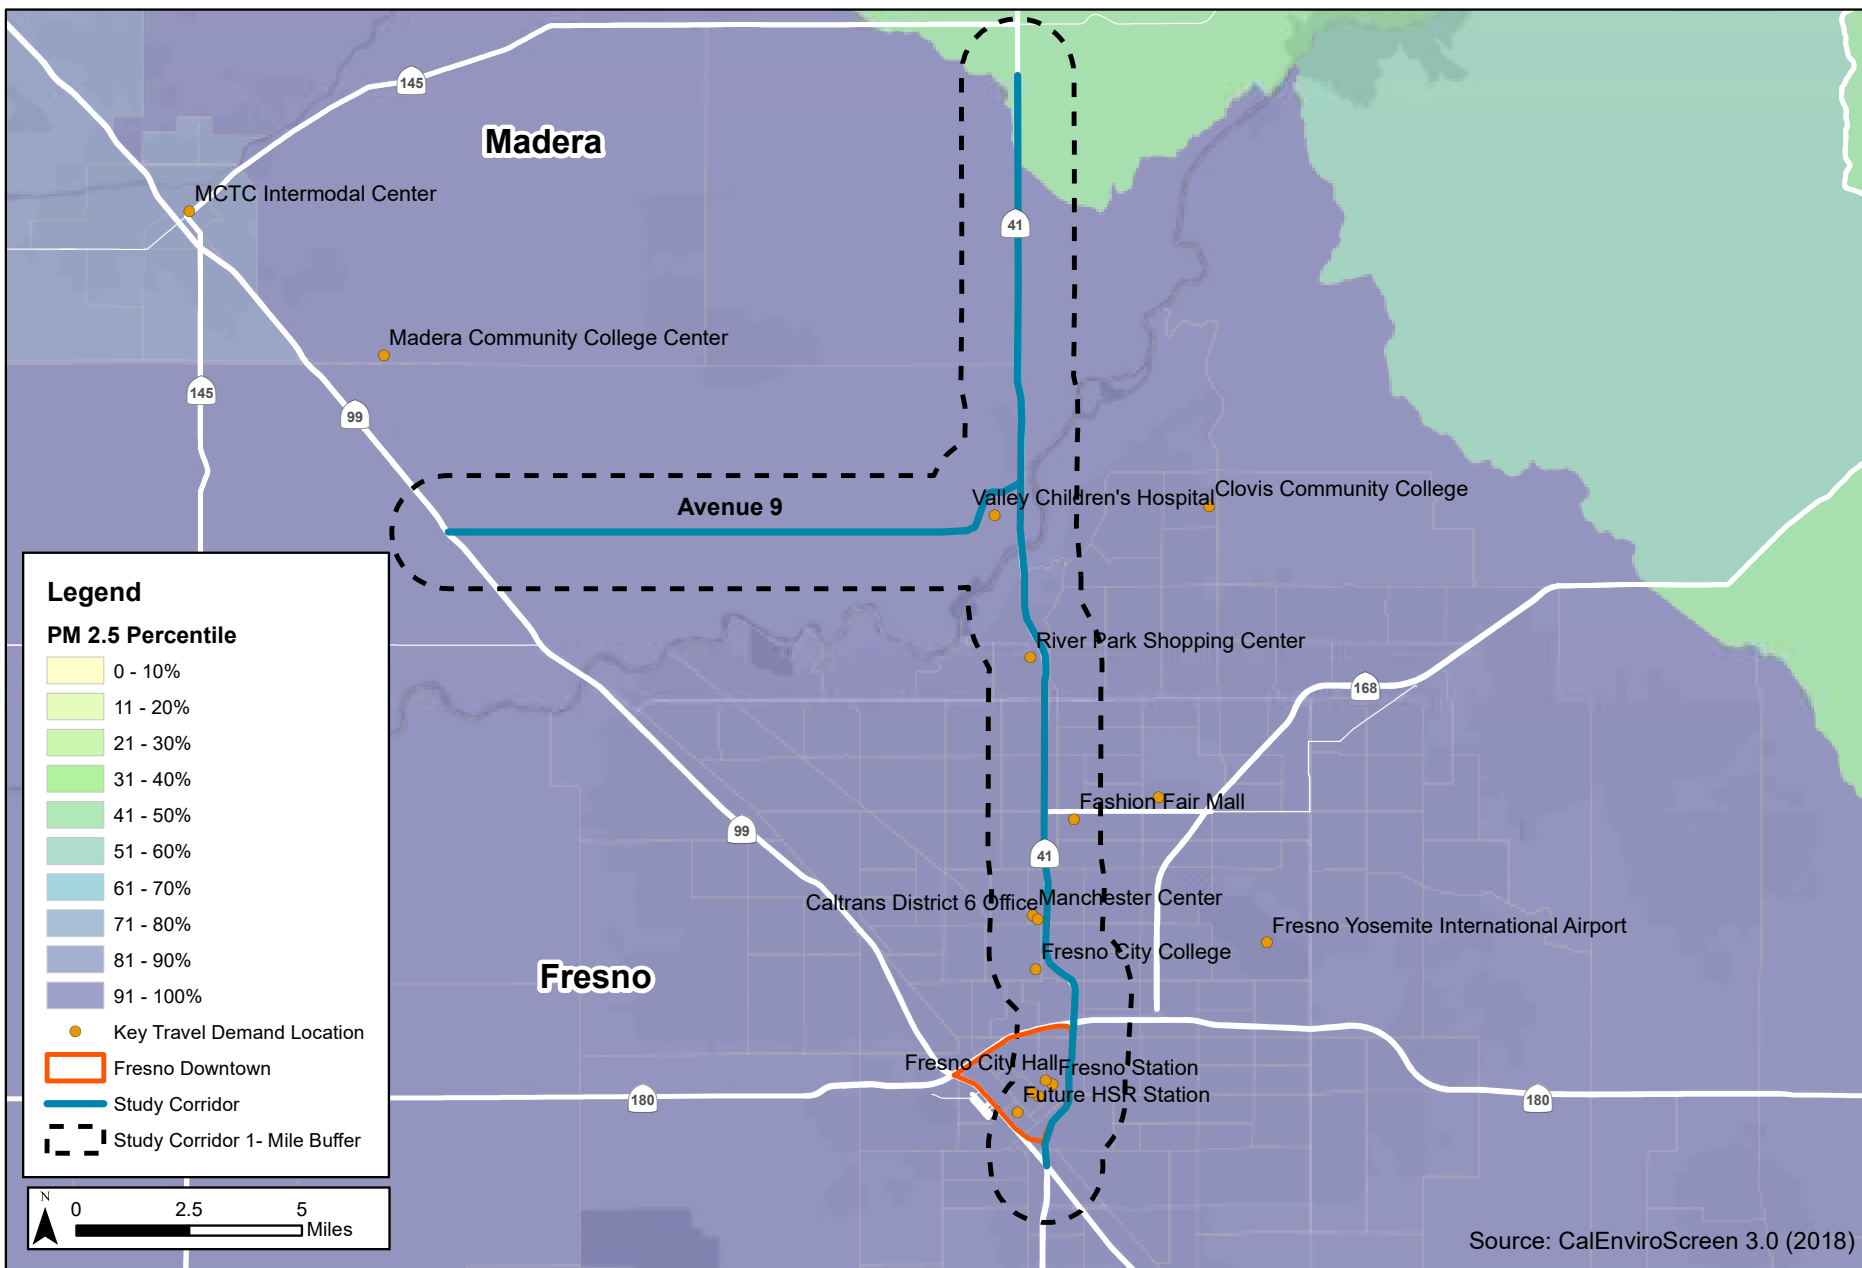 145
Madera
MCTC Intermodal Center
41
Madera Community College Center
145
99
Avenue 9
Valley Children's Hospital
Clovis Community College
River Park Shopping Center
168
Fashion Fair Mall
99
41
Caltrans District 6 Office
Manchester Center
Fresno Yosemite International Airport
Fresno City College
Fresno
Fresno City Hall
Fresno Station
Future HSR Station
180
180
Legend
PM 2.5 Percentile
0 - 10%
11 - 20%
21 - 30%
31 - 40%
41 - 50%
51 - 60%
61 - 70%
71 - 80%
81 - 90%
91 - 100%
Key Travel Demand Location
Fresno Downtown
Study Corridor
Study Corridor 1- Mile Buffer
N
0 2.5 5
Miles
Source: CalEnviroScreen 3.0 (2018)